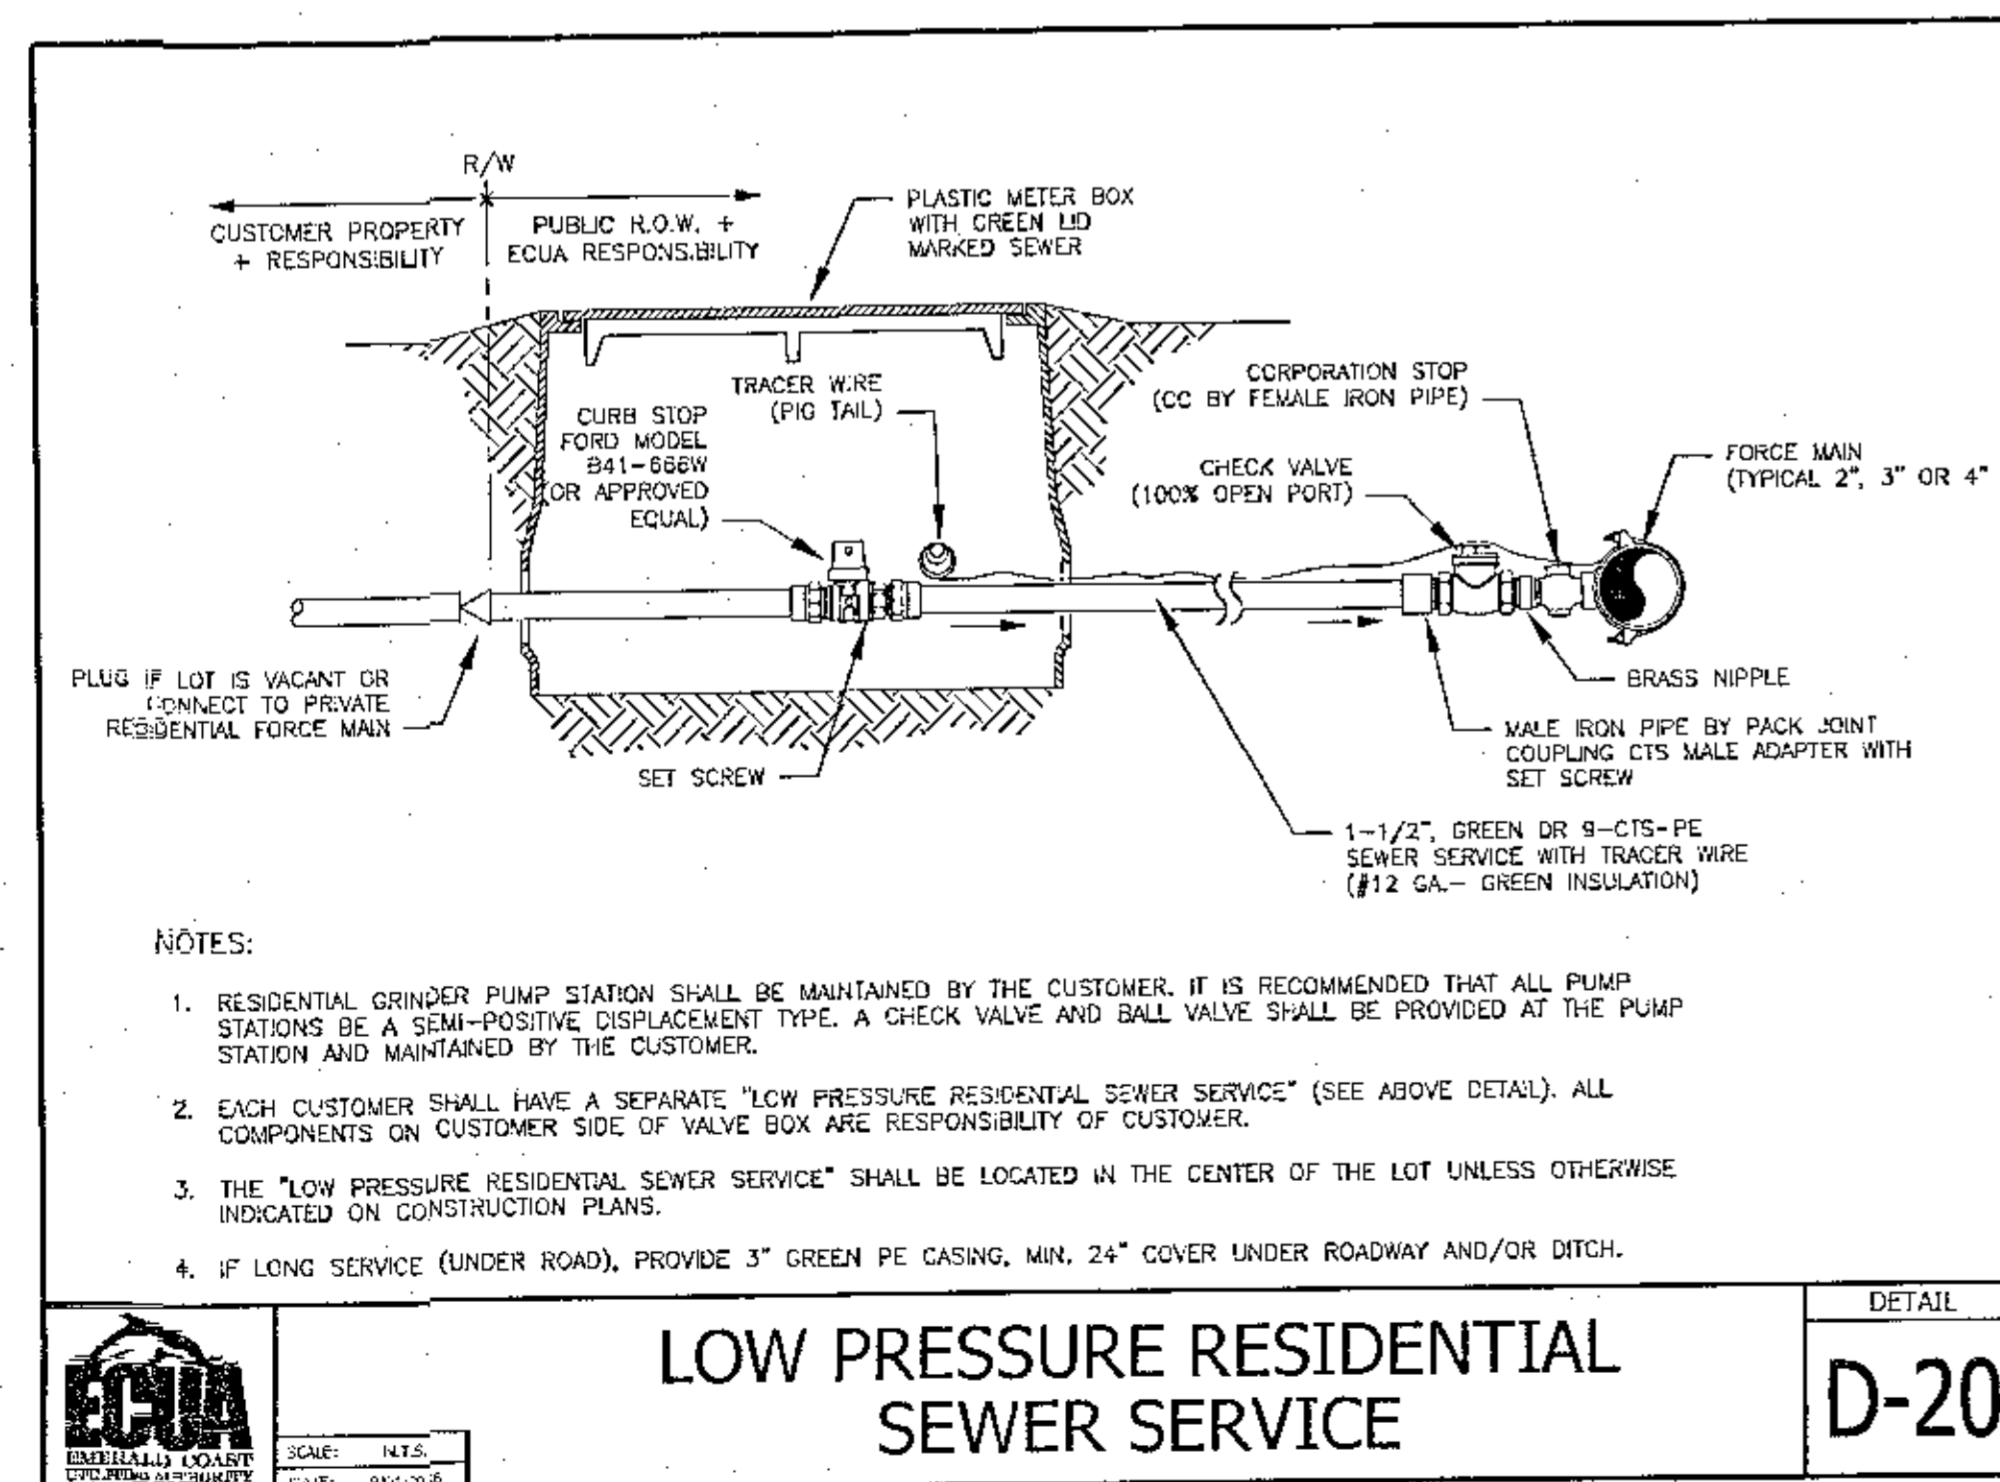 R/W
CUSTOMER PROPERTY
+ RESPONSIBILITY
PUBLIC R.O.W. +
ECUA RESPONSIBILITY
PLASTIC METER BOX
WITH GREEN LID
MARKED SEWER
TRACER WIRE
(PIG TAIL)
CURB STOP
FORD MODEL
B41-666W
(OR APPROVED
EQUAL)
CORPORATION STOP
(CC BY FEMALE IRON PIPE)
CHECK VALVE
(100% OPEN PORT)
FORCE MAIN
(TYPICAL 2", 3" OR 4"
PLUG IF LOT IS VACANT OR
CONNECT TO PRIVATE
RESIDENTIAL FORCE MAIN
SET SCREW
BRASS NIPPLE
MALE IRON PIPE BY PACK JOINT
COUPLING CTS MALE ADAPTER WITH
SET SCREW
1-1/2", GREEN DR 9-CTS-PE
SEWER SERVICE WITH TRACER WIRE
(#12 GA.- GREEN INSULATION)
NOTES:
1. RESIDENTIAL GRINDER PUMP STATION SHALL BE MAINTAINED BY THE CUSTOMER. IT IS RECOMMENDED THAT ALL PUMP
STATIONS BE A SEMI-POSITIVE DISPLACEMENT TYPE. A CHECK VALVE AND BALL VALVE SHALL BE PROVIDED AT THE PUMP
STATION AND MAINTAINED BY THE CUSTOMER.
2. EACH CUSTOMER SHALL HAVE A SEPARATE "LOW PRESSURE RESIDENTIAL SEWER SERVICE" (SEE ABOVE DETAIL). ALL
COMPONENTS ON CUSTOMER SIDE OF VALVE BOX ARE RESPONSIBILITY OF CUSTOMER.
3. THE "LOW PRESSURE RESIDENTIAL SEWER SERVICE" SHALL BE LOCATED IN THE CENTER OF THE LOT UNLESS OTHERWISE
INDICATED ON CONSTRUCTION PLANS.
4. IF LONG SERVICE (UNDER ROAD), PROVIDE 3" GREEN PE CASING, MIN. 24" COVER UNDER ROADWAY AND/OR DITCH.
ECUA
EMERALD COAST
UTILITIES AUTHORITY
SCALE: N.T.S.
LOW PRESSURE RESIDENTIAL
SEWER SERVICE
DETAIL
D-20